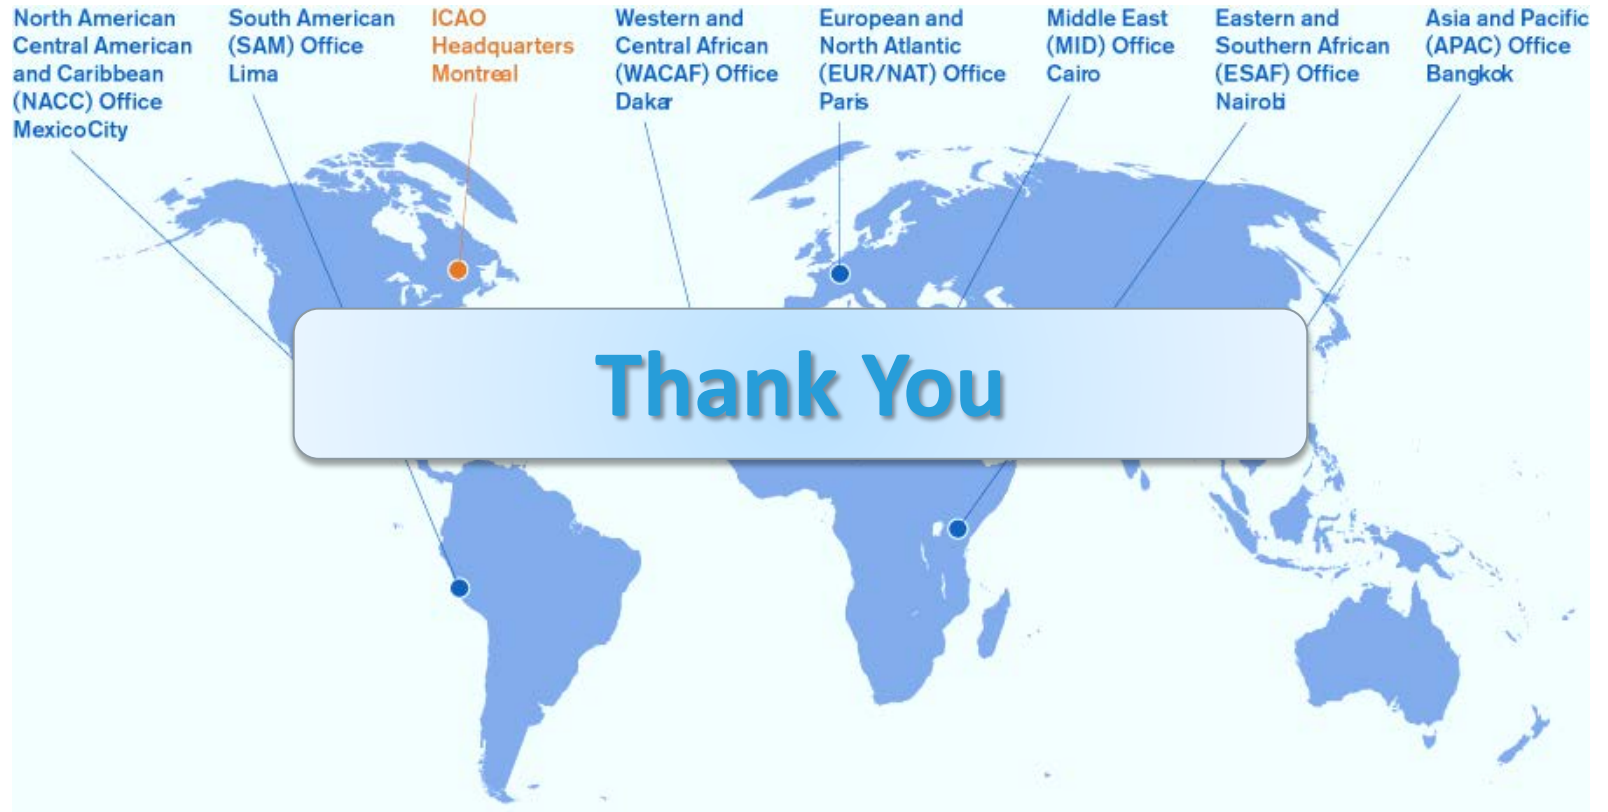 North American
Central American
and Caribbean
(NACC) Office
MexicoCity
South American
(SAM) Office
Lima
ICAO
Headquarters
Montreal
Western and
Central African
(WACAF) Office
Dakar
European and
North Atlantic
(EUR/NAT) Office
Paris
Middle East
(MID) Office
Cairo
Eastern and
Southern African
(ESAF) Office
Nairobi
Asia and Pacific
(APAC) Office
Bangkok
Thank You